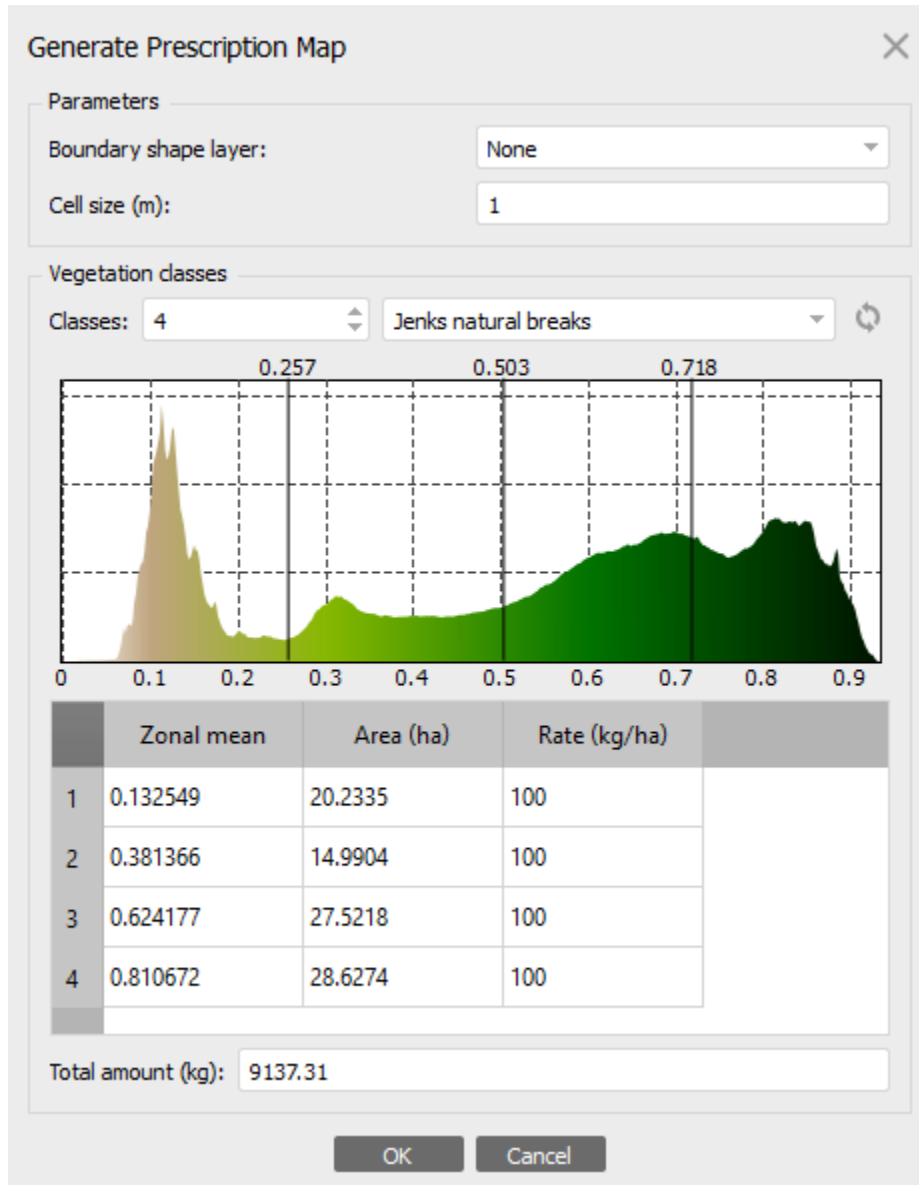 Generate Prescription Map
Parameters
Boundary shape layer: None
Cell size (m): 1
Vegetation classes
Classes: 4 Jenks natural breaks
0.257 0.503 0.718
0 0.1 0.2 0.3 0.4 0.5 0.6 0.7 0.8 0.9
Zonal mean Area (ha) Rate (kg/ha)
1 0.132549 20.2335 100
2 0.381366 14.9904 100
3 0.624177 27.5218 100
4 0.810672 28.6274 100
Total amount (kg): 9137.31
OK Cancel